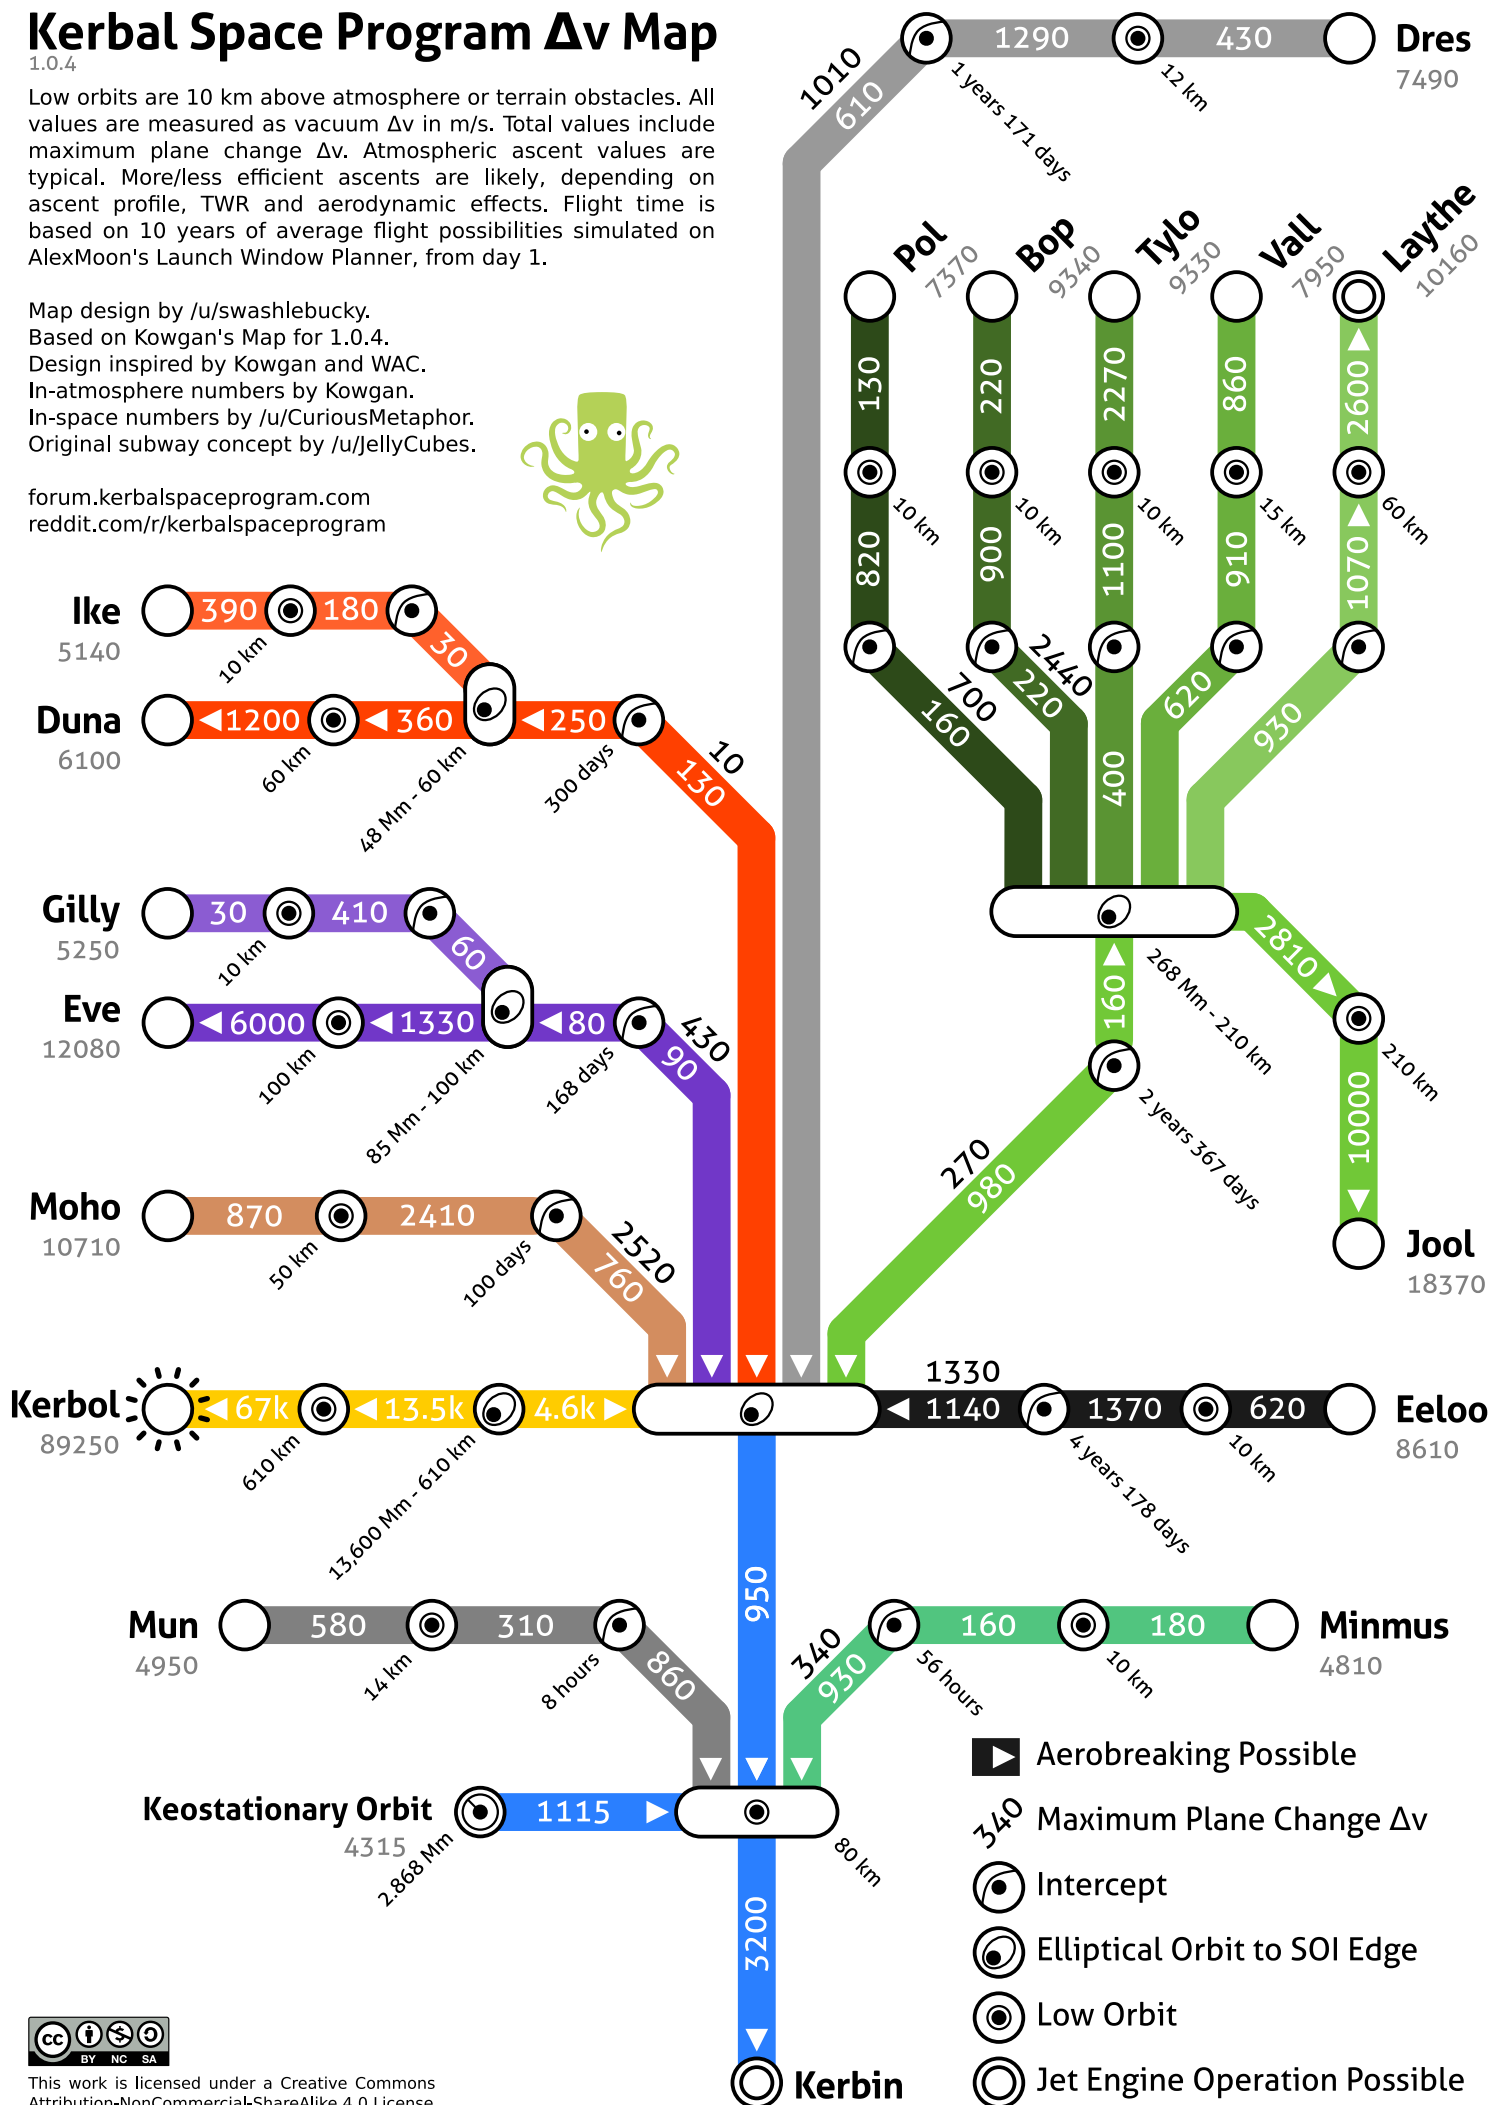 Kerbal Space Program Δv Map
1.0.4
Low orbits are 10 km above atmosphere or terrain obstacles. All
values are measured as vacuum Δv in m/s. Total values include
maximum plane change Δv. Atmospheric ascent values are
typical. More/less efficient ascents are likely, depending on
ascent profile, TWR and aerodynamic effects. Flight time is
based on 10 years of average flight possibilities simulated on
AlexMoon's Launch Window Planner, from day 1.
Map design by /u/swashlebucky.
Based on Kowgan's Map for 1.0.4.
Design inspired by Kowgan and WAC.
In-atmosphere numbers by Kowgan.
In-space numbers by /u/CuriousMetaphor.
Original subway concept by /u/JellyCubes.
forum.kerbalspaceprogram.com
reddit.com/r/kerbalspaceprogram
1010
610
1 years 171 days
1290
12 km
430
Dres
7490
Pol
7370
130
10 km
820
700
160
Bop
9340
220
10 km
900
2440
220
Tylo
9330
2270
10 km
1100
400
Vall
7950
860
15 km
910
620
Laythe
10160
2600
60 km
1070
930
268 Mm - 210 km
2810
210 km
10000
Jool
18370
160
2 years 367 days
270
980
Ike
5140
390
10 km
180
30
Duna
6100
1200
60 km
360
48 Mm - 60 km
250
300 days
10
130
Gilly
5250
30
10 km
410
60
Eve
12080
6000
100 km
1330
85 Mm - 100 km
80
168 days
430
90
Moho
10710
870
50 km
2410
100 days
2520
760
Kerbol
89250
67k
610 km
13.5k
13,600 Mm - 610 km
4.6k
1330
1140
4 years 178 days
1370
10 km
620
Eeloo
8610
950
Mun
4950
580
14 km
310
8 hours
860
340
930
56 hours
160
10 km
180
Minmus
4810
Keostationary Orbit
4315
2.868 Mm
1115
80 km
3200
Kerbin
Aerobreaking Possible
340
Maximum Plane Change Δv
Intercept
Elliptical Orbit to SOI Edge
Low Orbit
Jet Engine Operation Possible
cc
BY NC SA
This work is licensed under a Creative Commons
Attribution-NonCommercial-ShareAlike 4.0 License